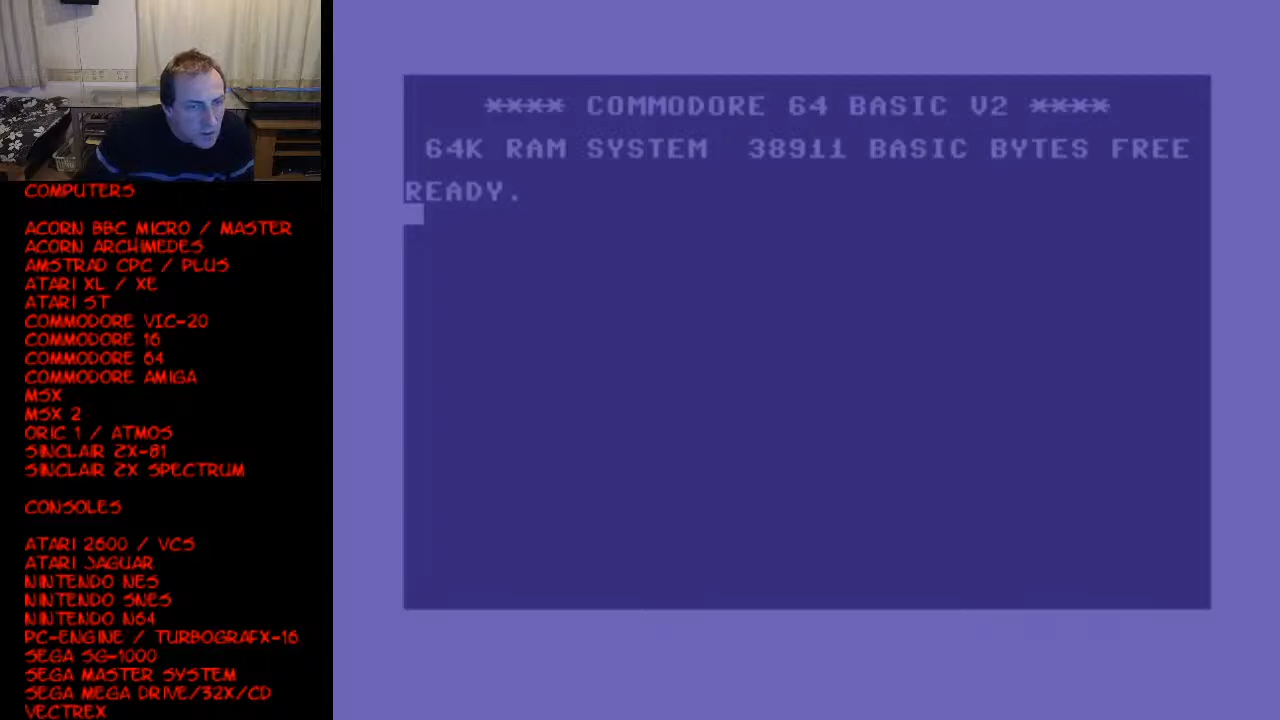 COMPUTERS
ACORN BBC MICRO / MASTER
ACORN ARCHIMEDES
AMSTRAD CPC / PLUS
ATARI XL / XE
ATARI ST
COMMODORE VIC-20
COMMODORE 16
COMMODORE 64
COMMODORE AMIGA
MSX
MSX 2
ORIC 1 / ATMOS
SINCLAIR ZX-81
SINCLAIR ZX SPECTRUM
CONSOLES
ATARI 2600 / VCS
ATARI JAGUAR
NINTENDO NES
NINTENDO SNES
NINTENDO N64
PC-ENGINE / TURBOGRAFX-16
SEGA SG-1000
SEGA MASTER SYSTEM
SEGA MEGA DRIVE/32X/CD
VECTREX
**** COMMODORE 64 BASIC V2 ****
64K RAM SYSTEM  38911 BASIC BYTES FREE
READY.